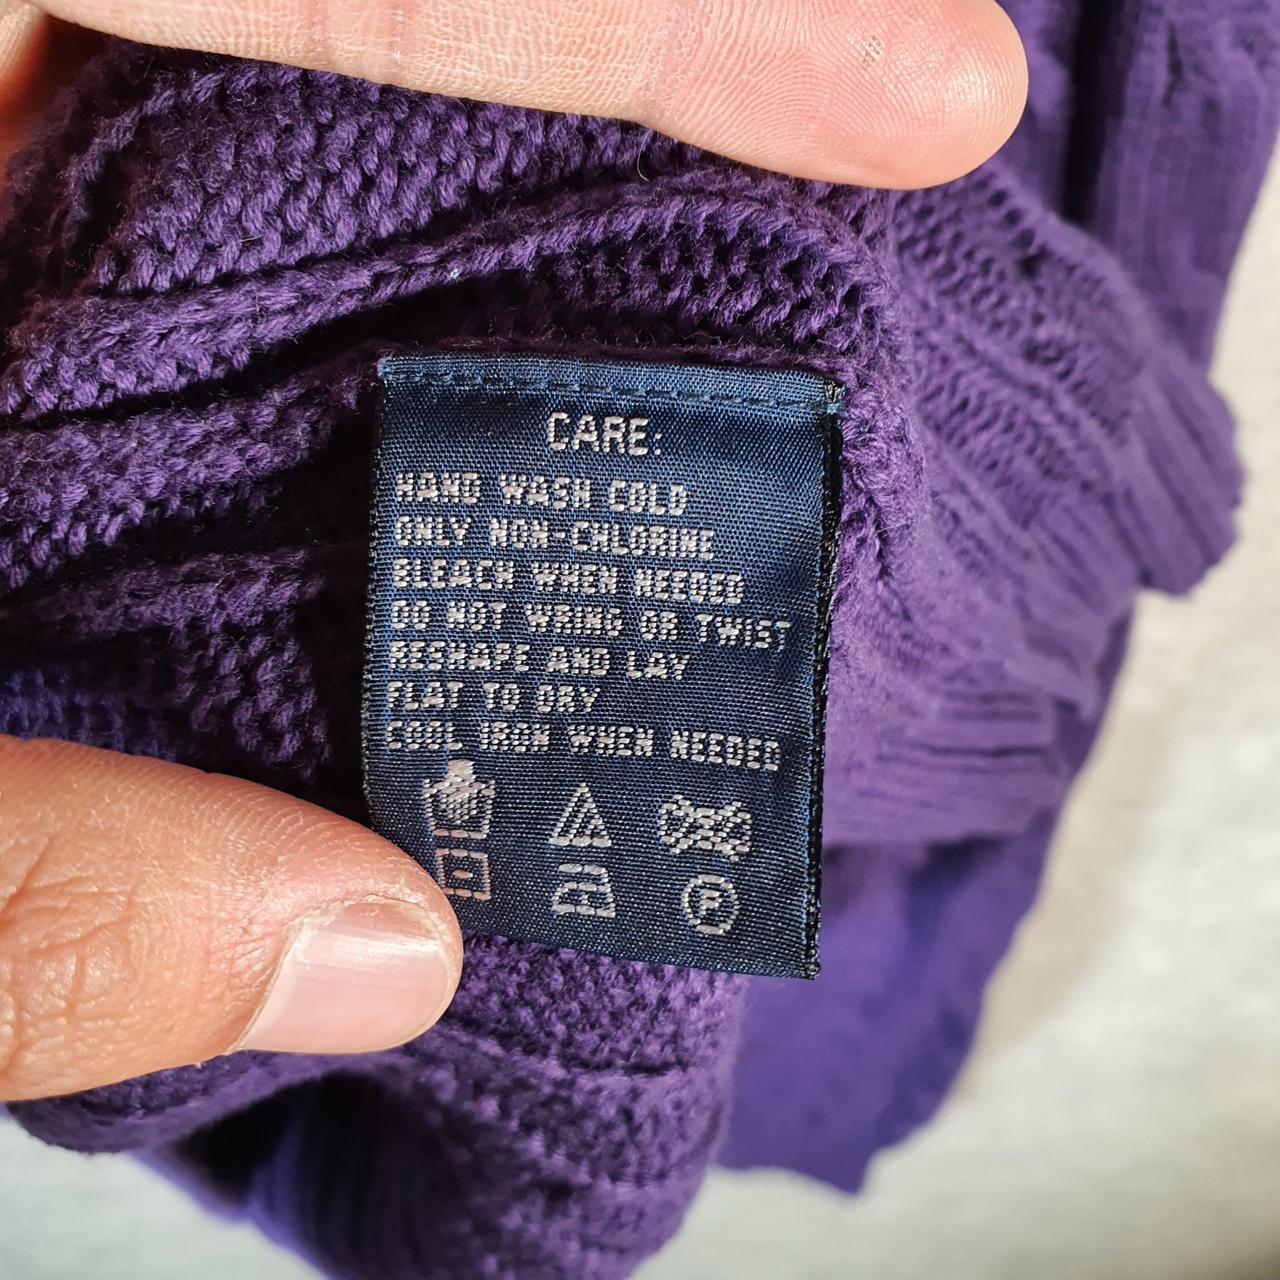 CARE:
HAND WASH COLD
ONLY NON-CHLORINE
BLEACH WHEN NEEDED
DO NOT WRING OR TWIST
RESHAPE AND LAY
FLAT TO DRY
COOL IRON WHEN NEEDED
P